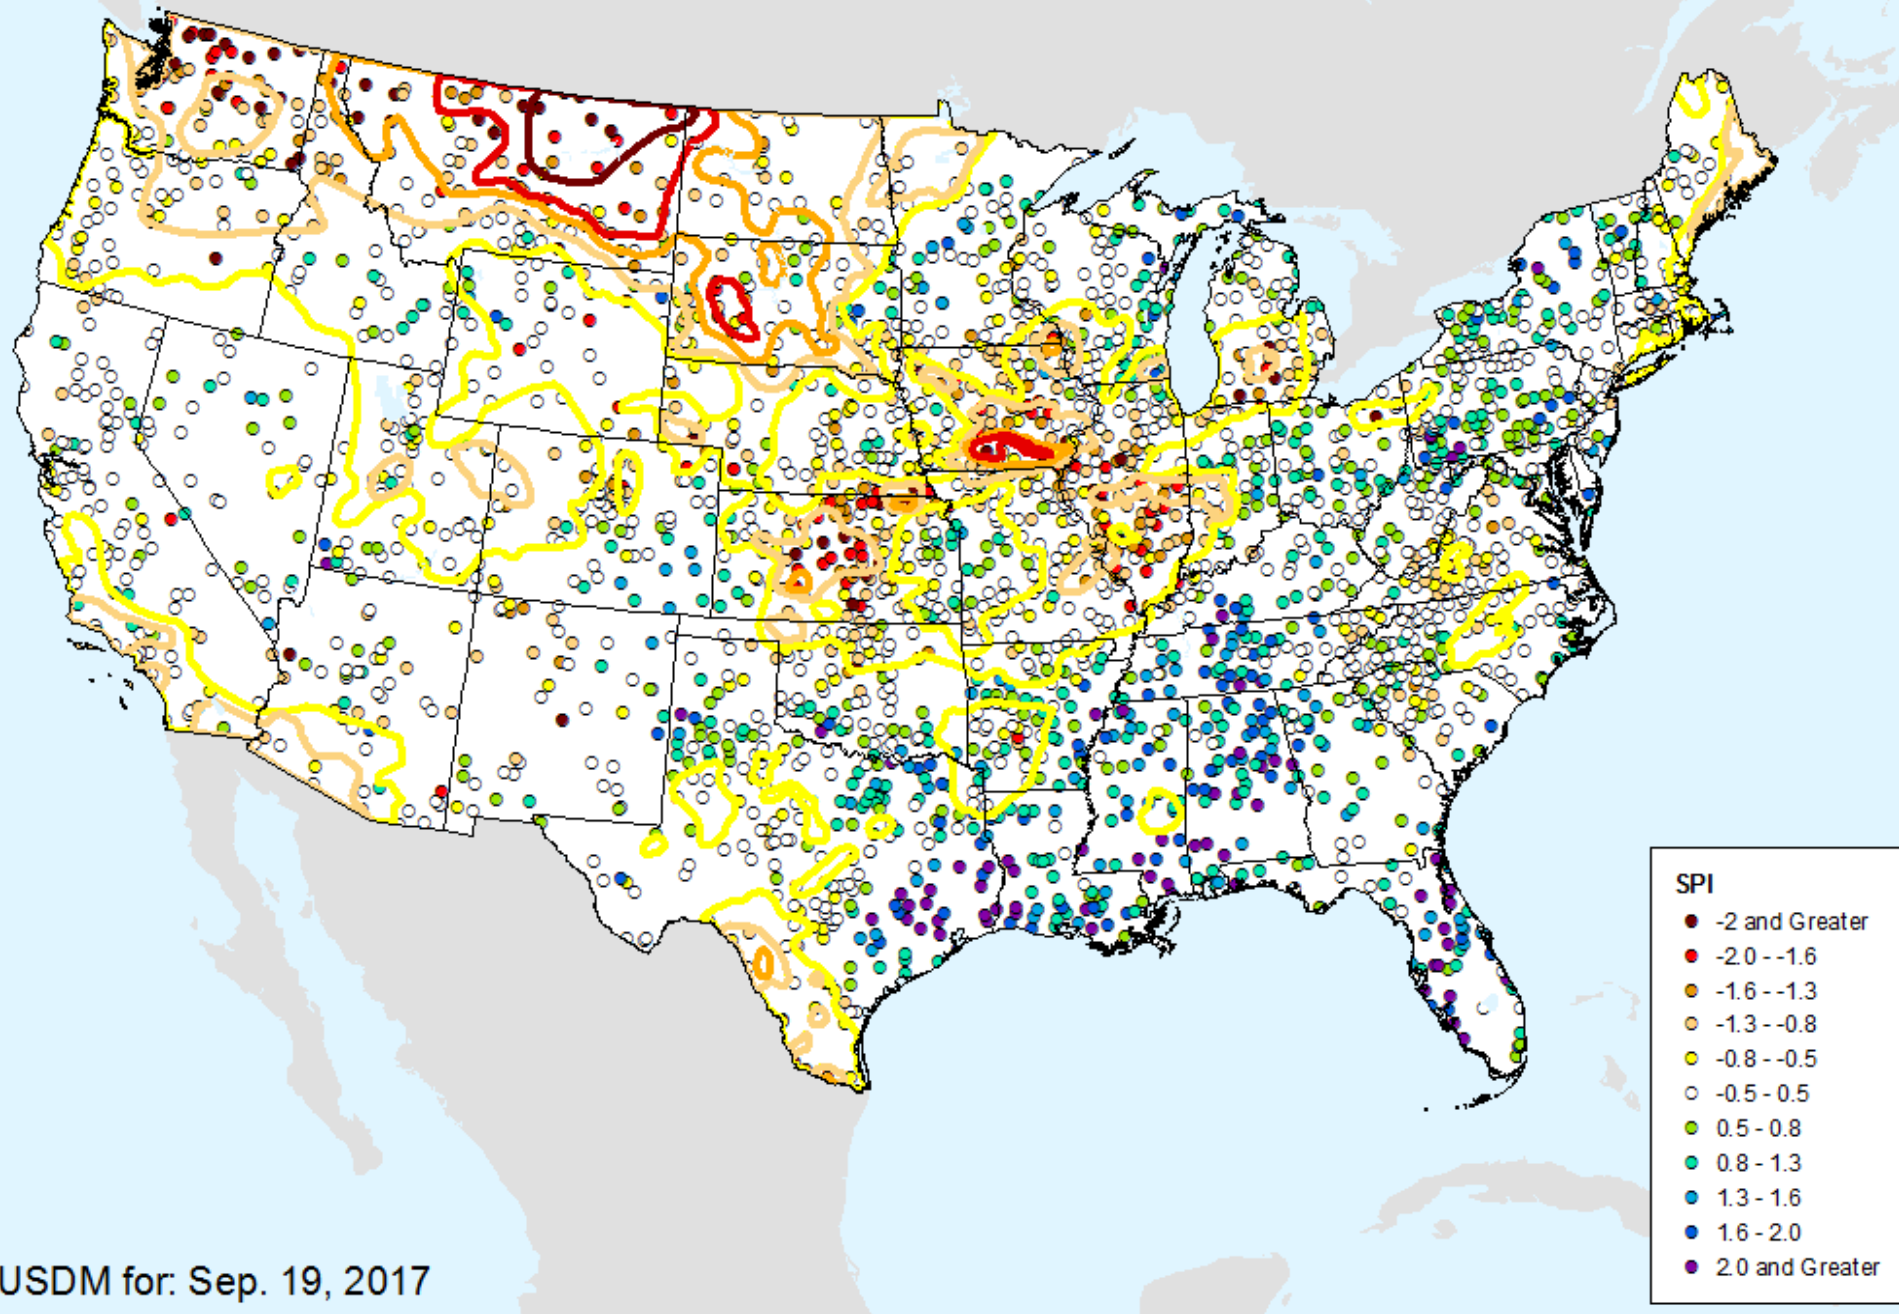 SPI
-2 and Greater
-2.0 - -1.6
-1.6 - -1.3
-1.3 - -0.8
-0.8 - -0.5
-0.5 - 0.5
0.5 - 0.8
0.8 - 1.3
1.3 - 1.6
1.6 - 2.0
2.0 and Greater
USDM for: Sep. 19, 2017